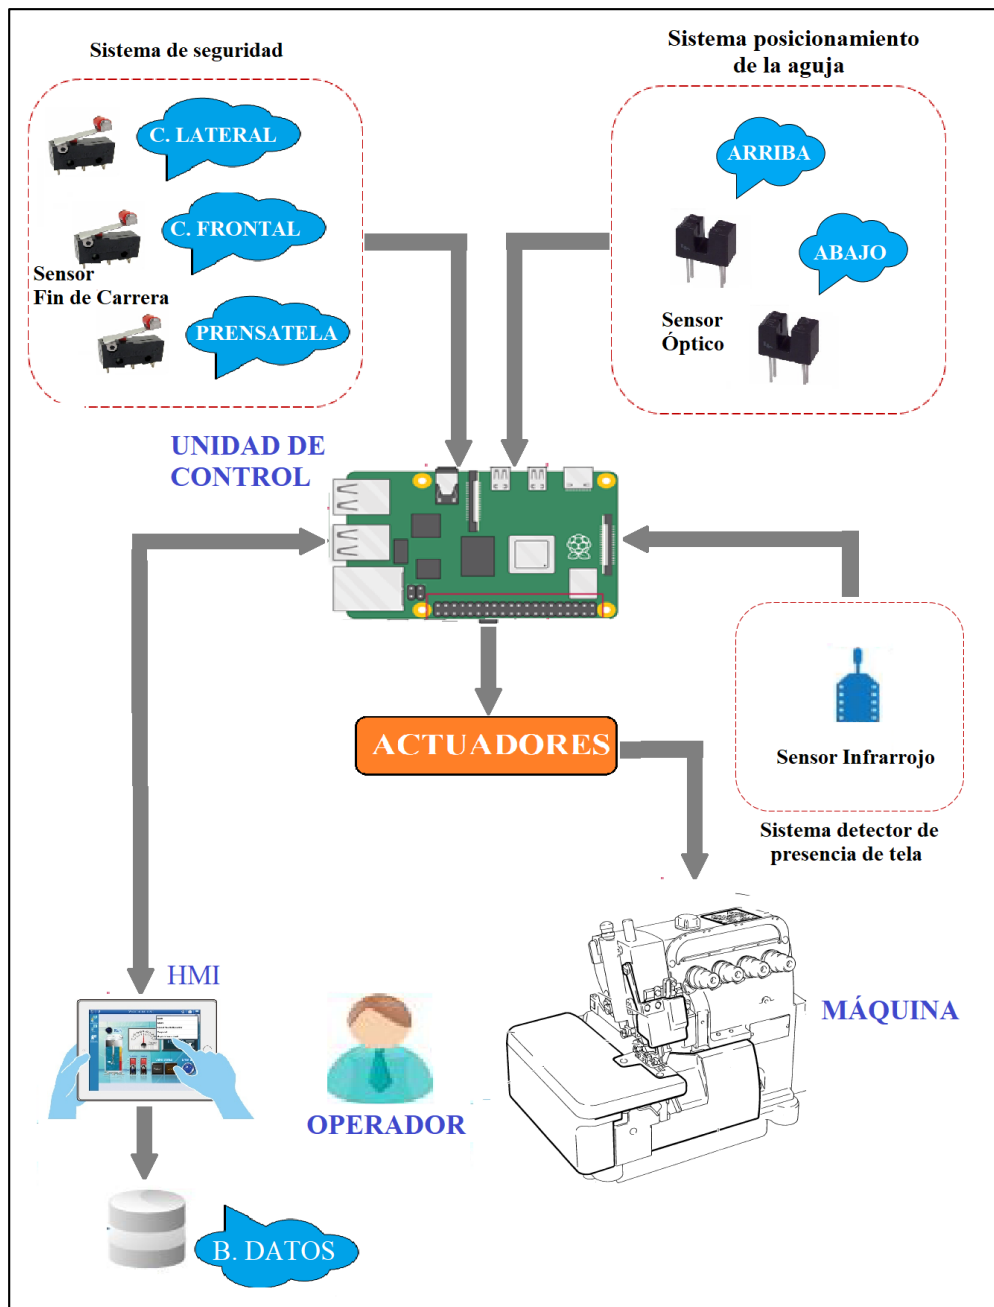 Sistema de seguridad
Sistema posicionamiento
de la aguja
C. LATERAL
C. FRONTAL
Sensor
Fin de Carrera
PRENSATELA
ARRIBA
ABAJO
Sensor
Óptico
UNIDAD DE
CONTROL
ACTUADORES
Sensor Infrarrojo
Sistema detector de
presencia de tela
HMI
MÁQUINA
OPERADOR
B. DATOS